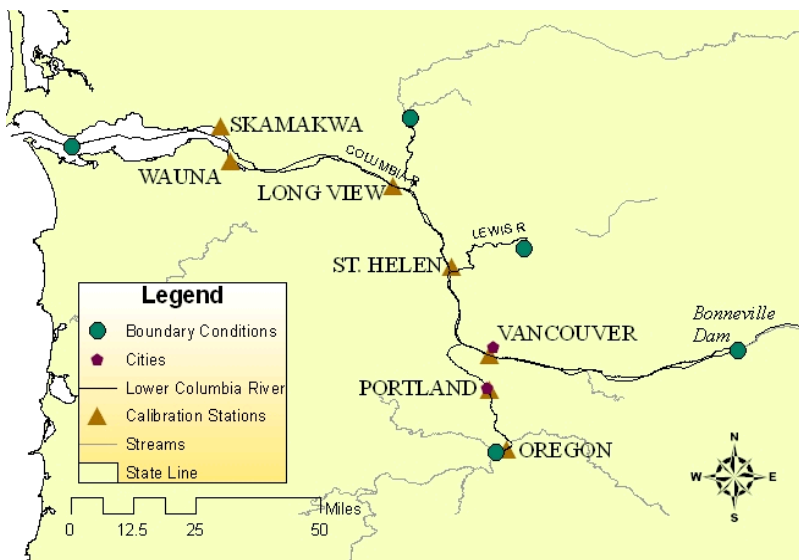 SKAMAKWA
WAUNA
COLUMBIA R
LONG VIEW
LEWIS R
ST. HELEN
Bonneville
Dam
VANCOUVER
PORTLAND
OREGON
Legend
Boundary Conditions
Cities
Lower Columbia River
Calibration Stations
Streams
State Line
Miles
0 12.5 25 50
N
W E
S